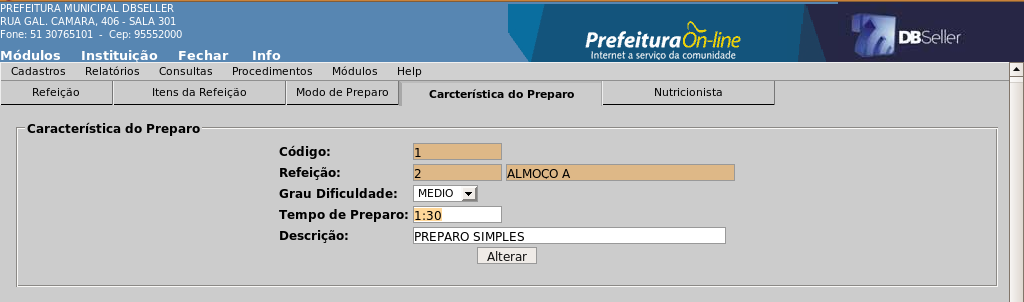 PREFEITURA MUNICIPAL DBSELLER
RUA GAL. CAMARA, 406 - SALA 301
Fone: 51 30765101 - Cep: 95552000
PrefeituraOn-line
Internet a serviço da comunidade
DBSeller
Módulos Instituição Fechar Info
Cadastros Relatórios Consultas Procedimentos Módulos Help
Refeição Itens da Refeição Modo de Preparo Carcterística do Preparo Nutricionista
Característica do Preparo
Código: 1
Refeição: 2 ALMOCO A
Grau Dificuldade: MEDIO
Tempo de Preparo: 1:30
Descrição: PREPARO SIMPLES
Alterar